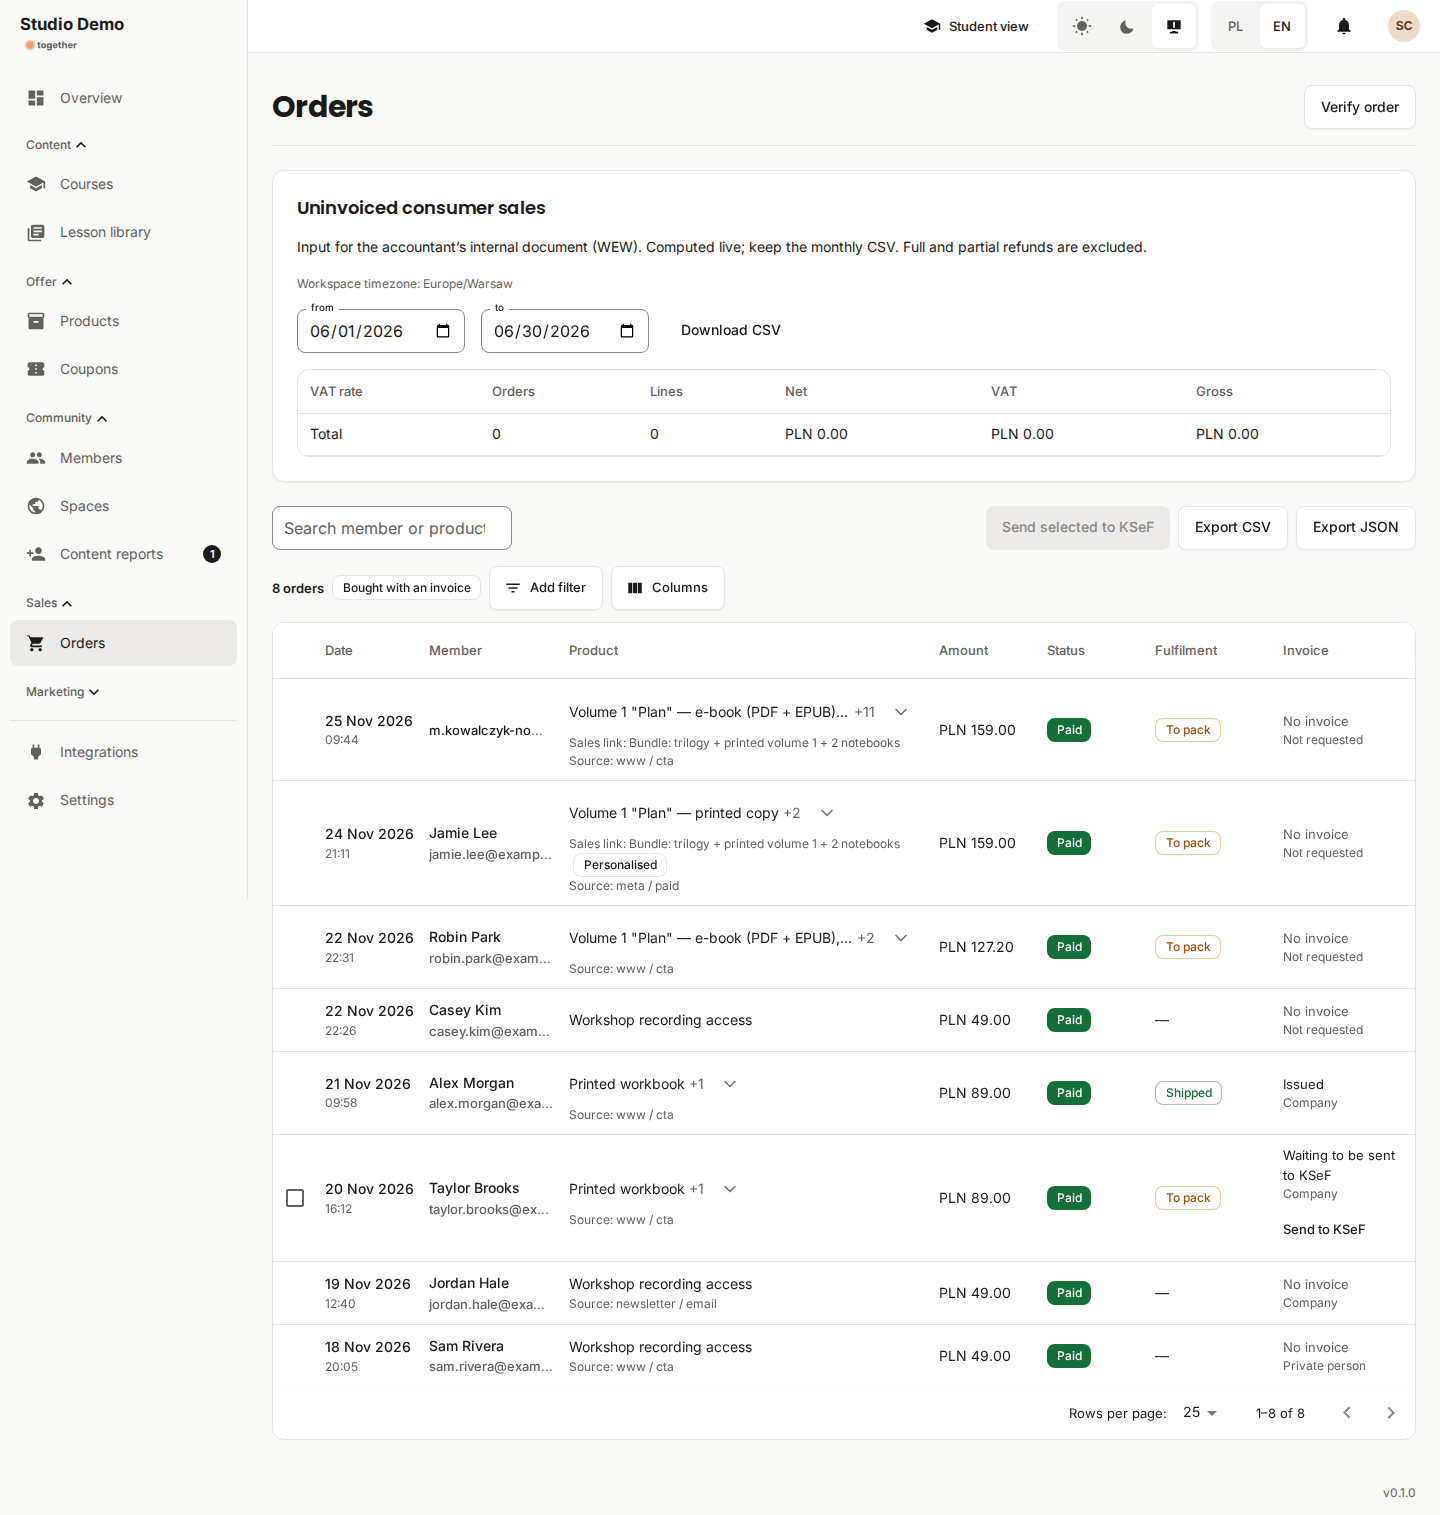 Studio Demo
together
Student view
PL
EN
SC
Overview
Content
Courses
Lesson library
Offer
Products
Coupons
Community
Members
Spaces
Content reports
1
Sales
Orders
Marketing
Integrations
Settings
Orders
Verify order
Uninvoiced consumer sales
Input for the accountant’s internal document (WEW). Computed live; keep the monthly CSV. Full and partial refunds are excluded.
Workspace timezone: Europe/Warsaw
from
06/01/2026
to
06/30/2026
Download CSV
VAT rate Orders Lines Net VAT Gross
Total 0 0 PLN 0.00 PLN 0.00 PLN 0.00
Search member or product
Send selected to KSeF
Export CSV
Export JSON
8 orders
Bought with an invoice
Add filter
Columns
Date Member Product Amount Status Fulfilment Invoice
25 Nov 2026
09:44
m.kowalczyk-no...
Volume 1 "Plan" — e-book (PDF + EPUB)... +11
Sales link: Bundle: trilogy + printed volume 1 + 2 notebooks
Source: www / cta
PLN 159.00
Paid
To pack
No invoice
Not requested
24 Nov 2026
21:11
Jamie Lee
jamie.lee@examp...
Volume 1 "Plan" — printed copy +2
Sales link: Bundle: trilogy + printed volume 1 + 2 notebooks
Personalised
Source: meta / paid
PLN 159.00
Paid
To pack
No invoice
Not requested
22 Nov 2026
22:31
Robin Park
robin.park@exam...
Volume 1 "Plan" — e-book (PDF + EPUB),... +2
Source: www / cta
PLN 127.20
Paid
To pack
No invoice
Not requested
22 Nov 2026
22:26
Casey Kim
casey.kim@exam...
Workshop recording access
PLN 49.00
Paid
—
No invoice
Not requested
21 Nov 2026
09:58
Alex Morgan
alex.morgan@exa...
Printed workbook +1
Source: www / cta
PLN 89.00
Paid
Shipped
Issued
Company
20 Nov 2026
16:12
Taylor Brooks
taylor.brooks@ex...
Printed workbook +1
Source: www / cta
PLN 89.00
Paid
To pack
Waiting to be sent
to KSeF
Company
Send to KSeF
19 Nov 2026
12:40
Jordan Hale
jordan.hale@exa...
Workshop recording access
Source: newsletter / email
PLN 49.00
Paid
—
No invoice
Company
18 Nov 2026
20:05
Sam Rivera
sam.rivera@exam...
Workshop recording access
Source: www / cta
PLN 49.00
Paid
—
No invoice
Private person
Rows per page: 25
1–8 of 8
v0.1.0